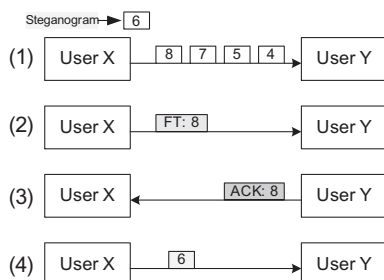 Steganogram 6
(1) User X 8 7 5 4 User Y
(2) User X FT: 8 User Y
(3) User X ACK: 8 User Y
(4) User X 6 User Y